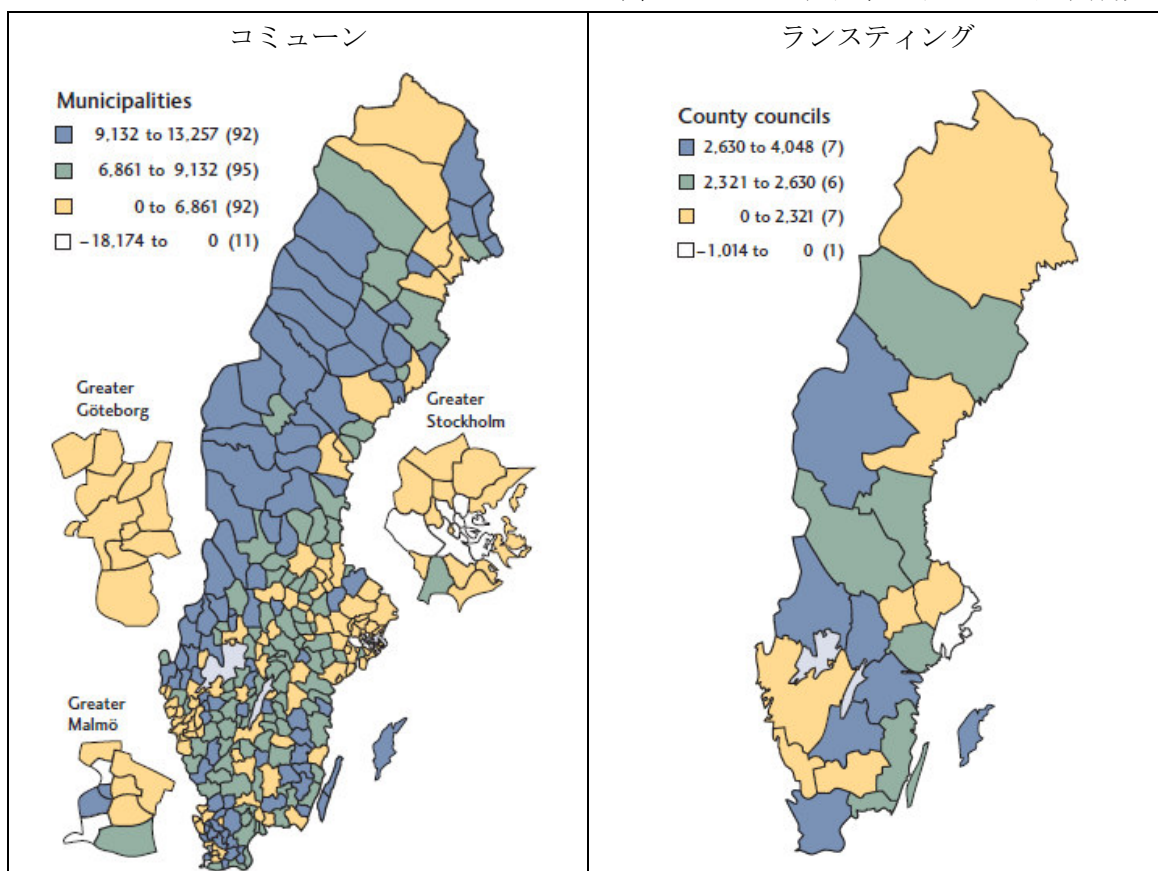 コミューン
Municipalities
9,132 to 13,257 (92)
6,861 to 9,132 (95)
0 to 6,861 (92)
−18,174 to 0 (11)
Greater
Göteborg
Greater
Stockholm
Greater
Malmö
ランスティング
County councils
2,630 to 4,048 (7)
2,321 to 2,630 (6)
0 to 2,321 (7)
−1,014 to 0 (1)